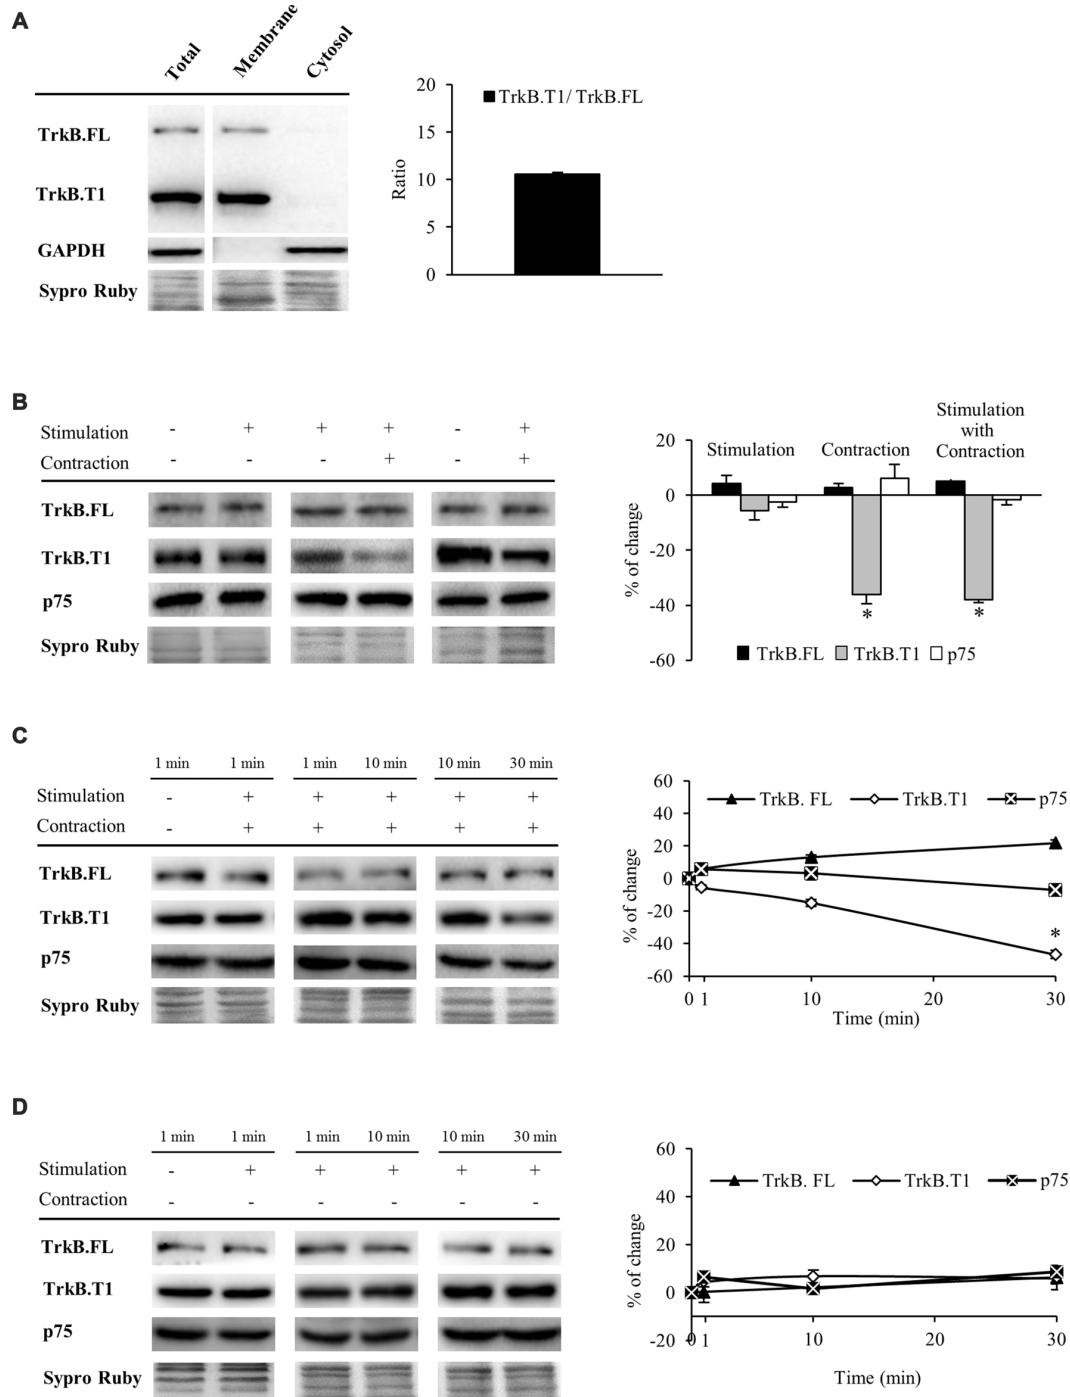 A
Total Membrane Cytosol
TrkB.FL
TrkB.T1
GAPDH
Sypro Ruby
20
15
10
5
0
Ratio
TrkB.T1/ TrkB.FL
B
Stimulation - + + + - +
Contraction - - - + - +
TrkB.FL
TrkB.T1
p75
Sypro Ruby
Stimulation
Contraction
Stimulation
with
Contraction
20
0
-20
-40
-60
% of change
* *
TrkB.FL TrkB.T1 p75
C
1 min 1 min 1 min 10 min 10 min 30 min
Stimulation - + + + + +
Contraction - + + + + +
TrkB.FL
TrkB.T1
p75
Sypro Ruby
60
40
20
0
-20
-40
-60
% of change
TrkB. FL TrkB.T1 p75
*
0 1 10 20 30
Time (min)
D
1 min 1 min 1 min 10 min 10 min 30 min
Stimulation - + + + + +
Contraction - - - - - -
TrkB.FL
TrkB.T1
p75
Sypro Ruby
60
40
20
0
-20
% of change
TrkB. FL TrkB.T1 p75
0 1 10 20 30
Time (min)